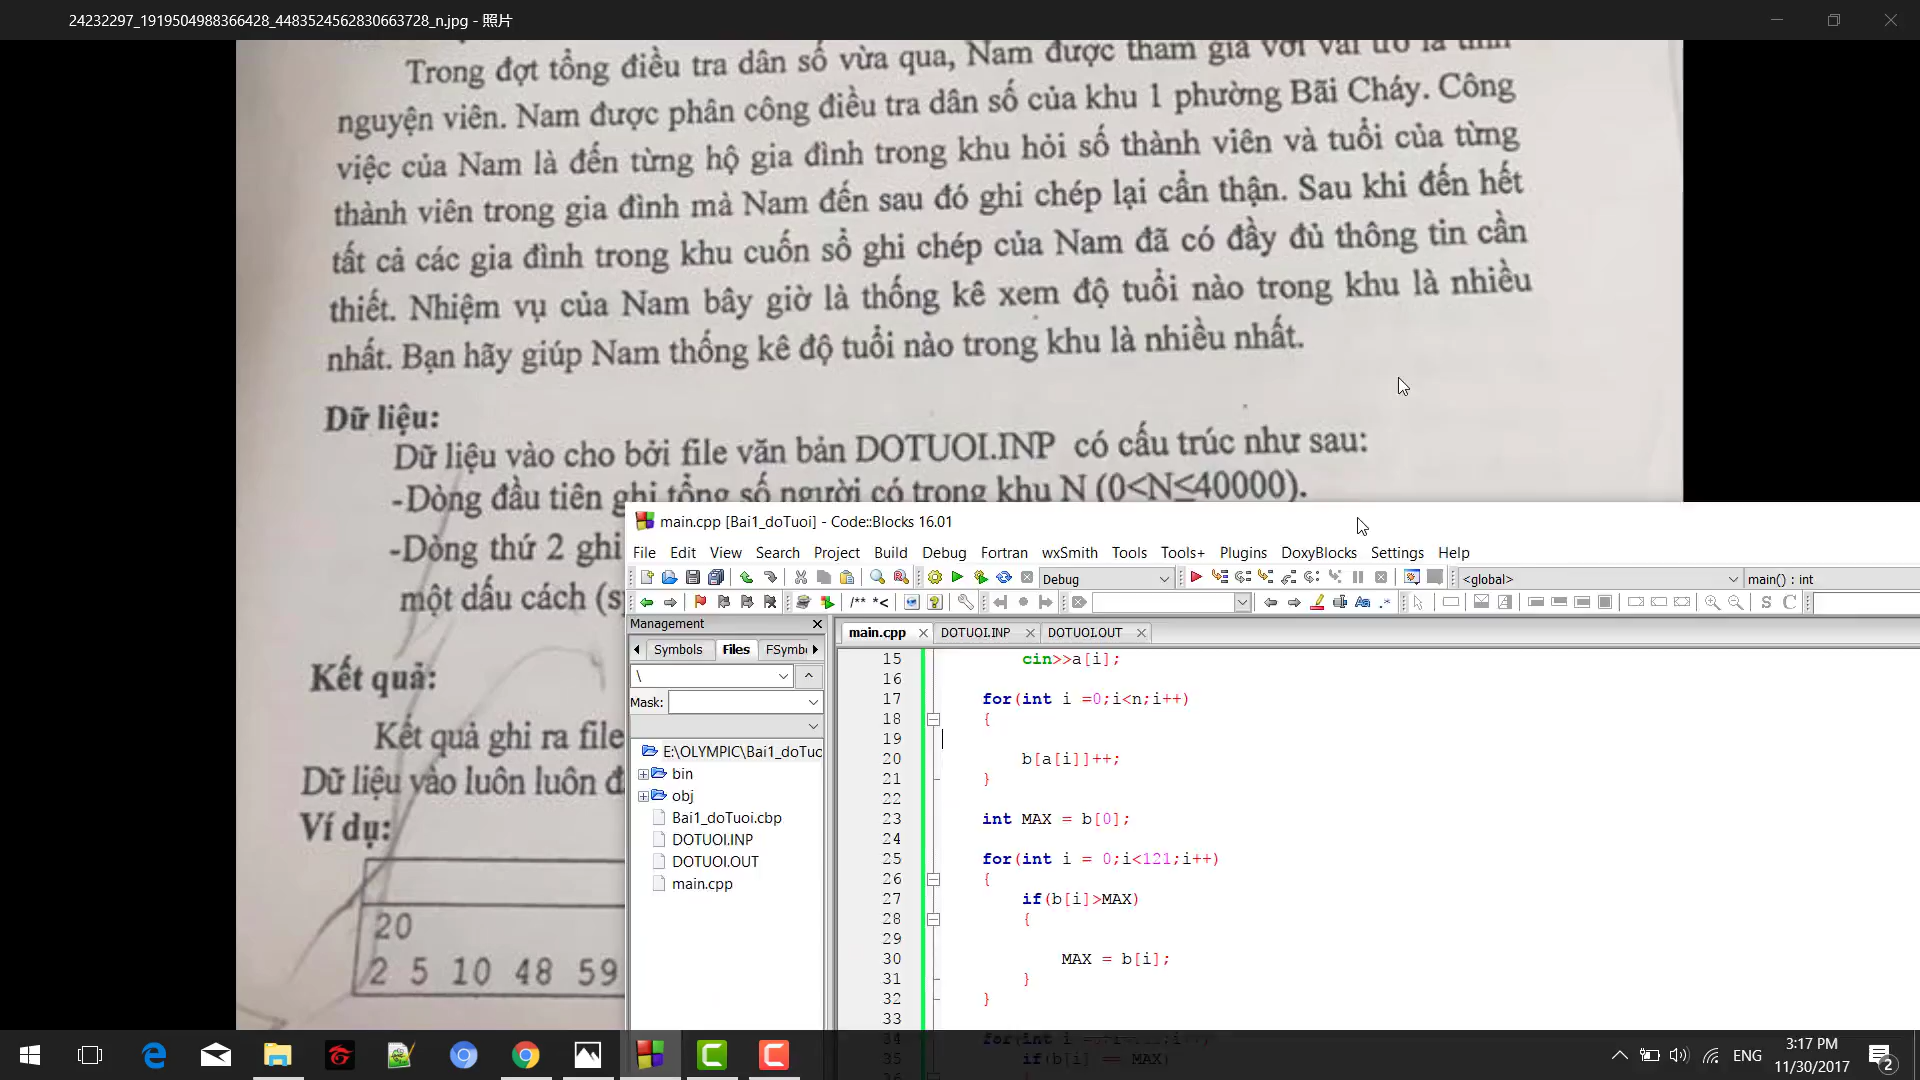 24232297_1919504988366428_4483524562830663728_n.jpg - 照片
Trong đợt tổng điều tra dân số vừa qua, Nam được tham gia với vai trò là tình
nguyện viên. Nam được phân công điều tra dân số của khu 1 phường Bãi Cháy. Công
việc của Nam là đến từng hộ gia đình trong khu hỏi số thành viên và tuổi của từng
thành viên trong gia đình mà Nam đến sau đó ghi chép lại cẩn thận. Sau khi đến hết
tất cả các gia đình trong khu cuốn sổ ghi chép của Nam đã có đầy đủ thông tin cần
thiết. Nhiệm vụ của Nam bây giờ là thống kê xem độ tuổi nào trong khu là nhiều
nhất. Bạn hãy giúp Nam thống kê độ tuổi nào trong khu là nhiều nhất.
Dữ liệu:
Dữ liệu vào cho bởi file văn bản DOTUOI.INP có cấu trúc như sau:
-Dòng đầu tiên ghi tổng số người có trong khu N (0<N≤40000).
-Dòng thứ 2 ghi
một dấu cách (s
Kết quả:
Kết quả ghi ra file
Dữ liệu vào luôn luôn đ
Ví dụ:
20
2 5 10 48 59
main.cpp [Bai1_doTuoi] - Code::Blocks 16.01
File Edit View Search Project Build Debug Fortran wxSmith Tools Tools+ Plugins DoxyBlocks Settings Help
Debug <global> main() : int
/** *<
Aa .* S C
Management
Symbols Files FSymb
\
Mask:
E:\OLYMPIC\Bai1_doTuo
bin
obj
Bai1_doTuoi.cbp
DOTUOI.INP
DOTUOI.OUT
main.cpp
main.cpp DOTUOI.INP DOTUOI.OUT
15 cin>>a[i];
16
17 for(int i =0;i<n;i++)
18 {
19
20 b[a[i]]++;
21 }
22
23 int MAX = b[0];
24
25 for(int i = 0;i<121;i++)
26 {
27 if(b[i]>MAX)
28 {
29
30 MAX = b[i];
31 }
32 }
33
34 for(int i
35 if(b[i] == MAX)
ENG
3:17 PM
11/30/2017
2